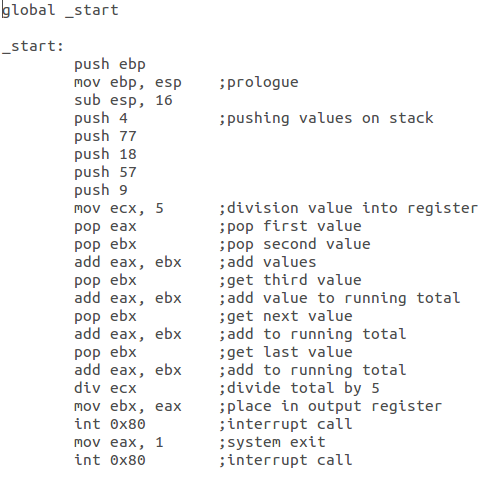 global _start
_start:
push ebp
mov ebp, esp ;prologue
sub esp, 16
push 4 ;pushing values on stack
push 77
push 18
push 57
push 9
mov ecx, 5 ;division value into register
pop eax ;pop first value
pop ebx ;pop second value
add eax, ebx ;add values
pop ebx ;get third value
add eax, ebx ;add value to running total
pop ebx ;get next value
add eax, ebx ;add to running total
pop ebx ;get last value
add eax, ebx ;add to running total
div ecx ;divide total by 5
mov ebx, eax ;place in output register
int 0x80 ;interrupt call
mov eax, 1 ;system exit
int 0x80 ;interrupt call